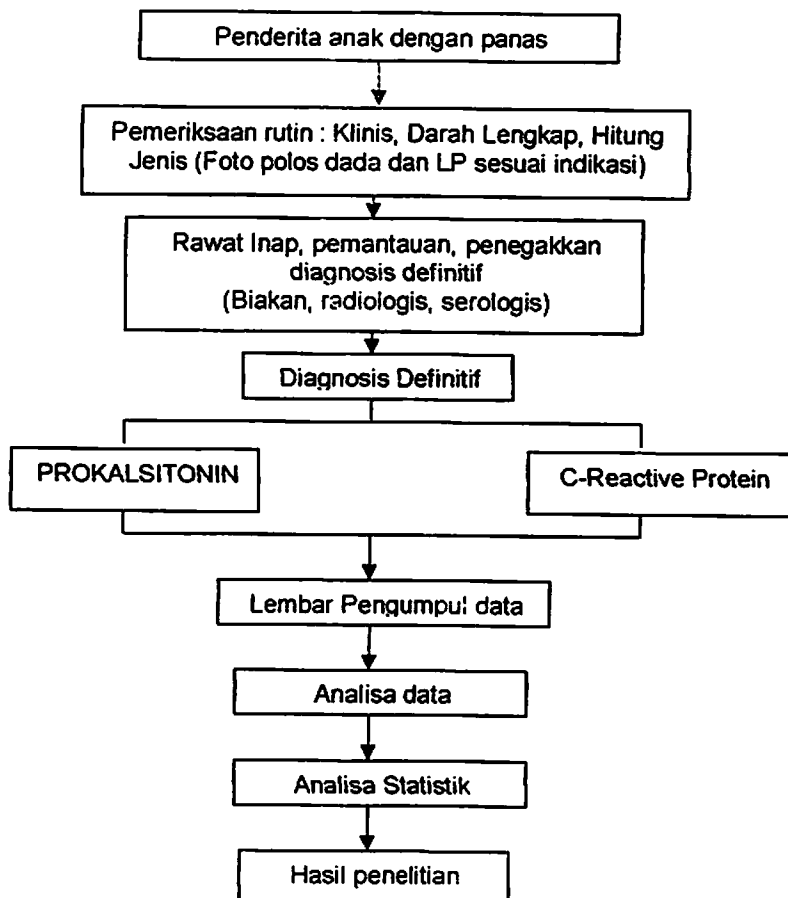 Penderita anak dengan panas
Pemeriksaan rutin : Klinis, Darah Lengkap, Hitung
Jenis (Foto polos dada dan LP sesuai indikasi)
Rawat Inap, pemantauan, penegakkan
diagnosis definitif
(Biakan, radiologis, serologis)
Diagnosis Definitif
PROKALSITONIN
C-Reactive Protein
Lembar Pengumpul data
Analisa data
Analisa Statistik
Hasil penelitian